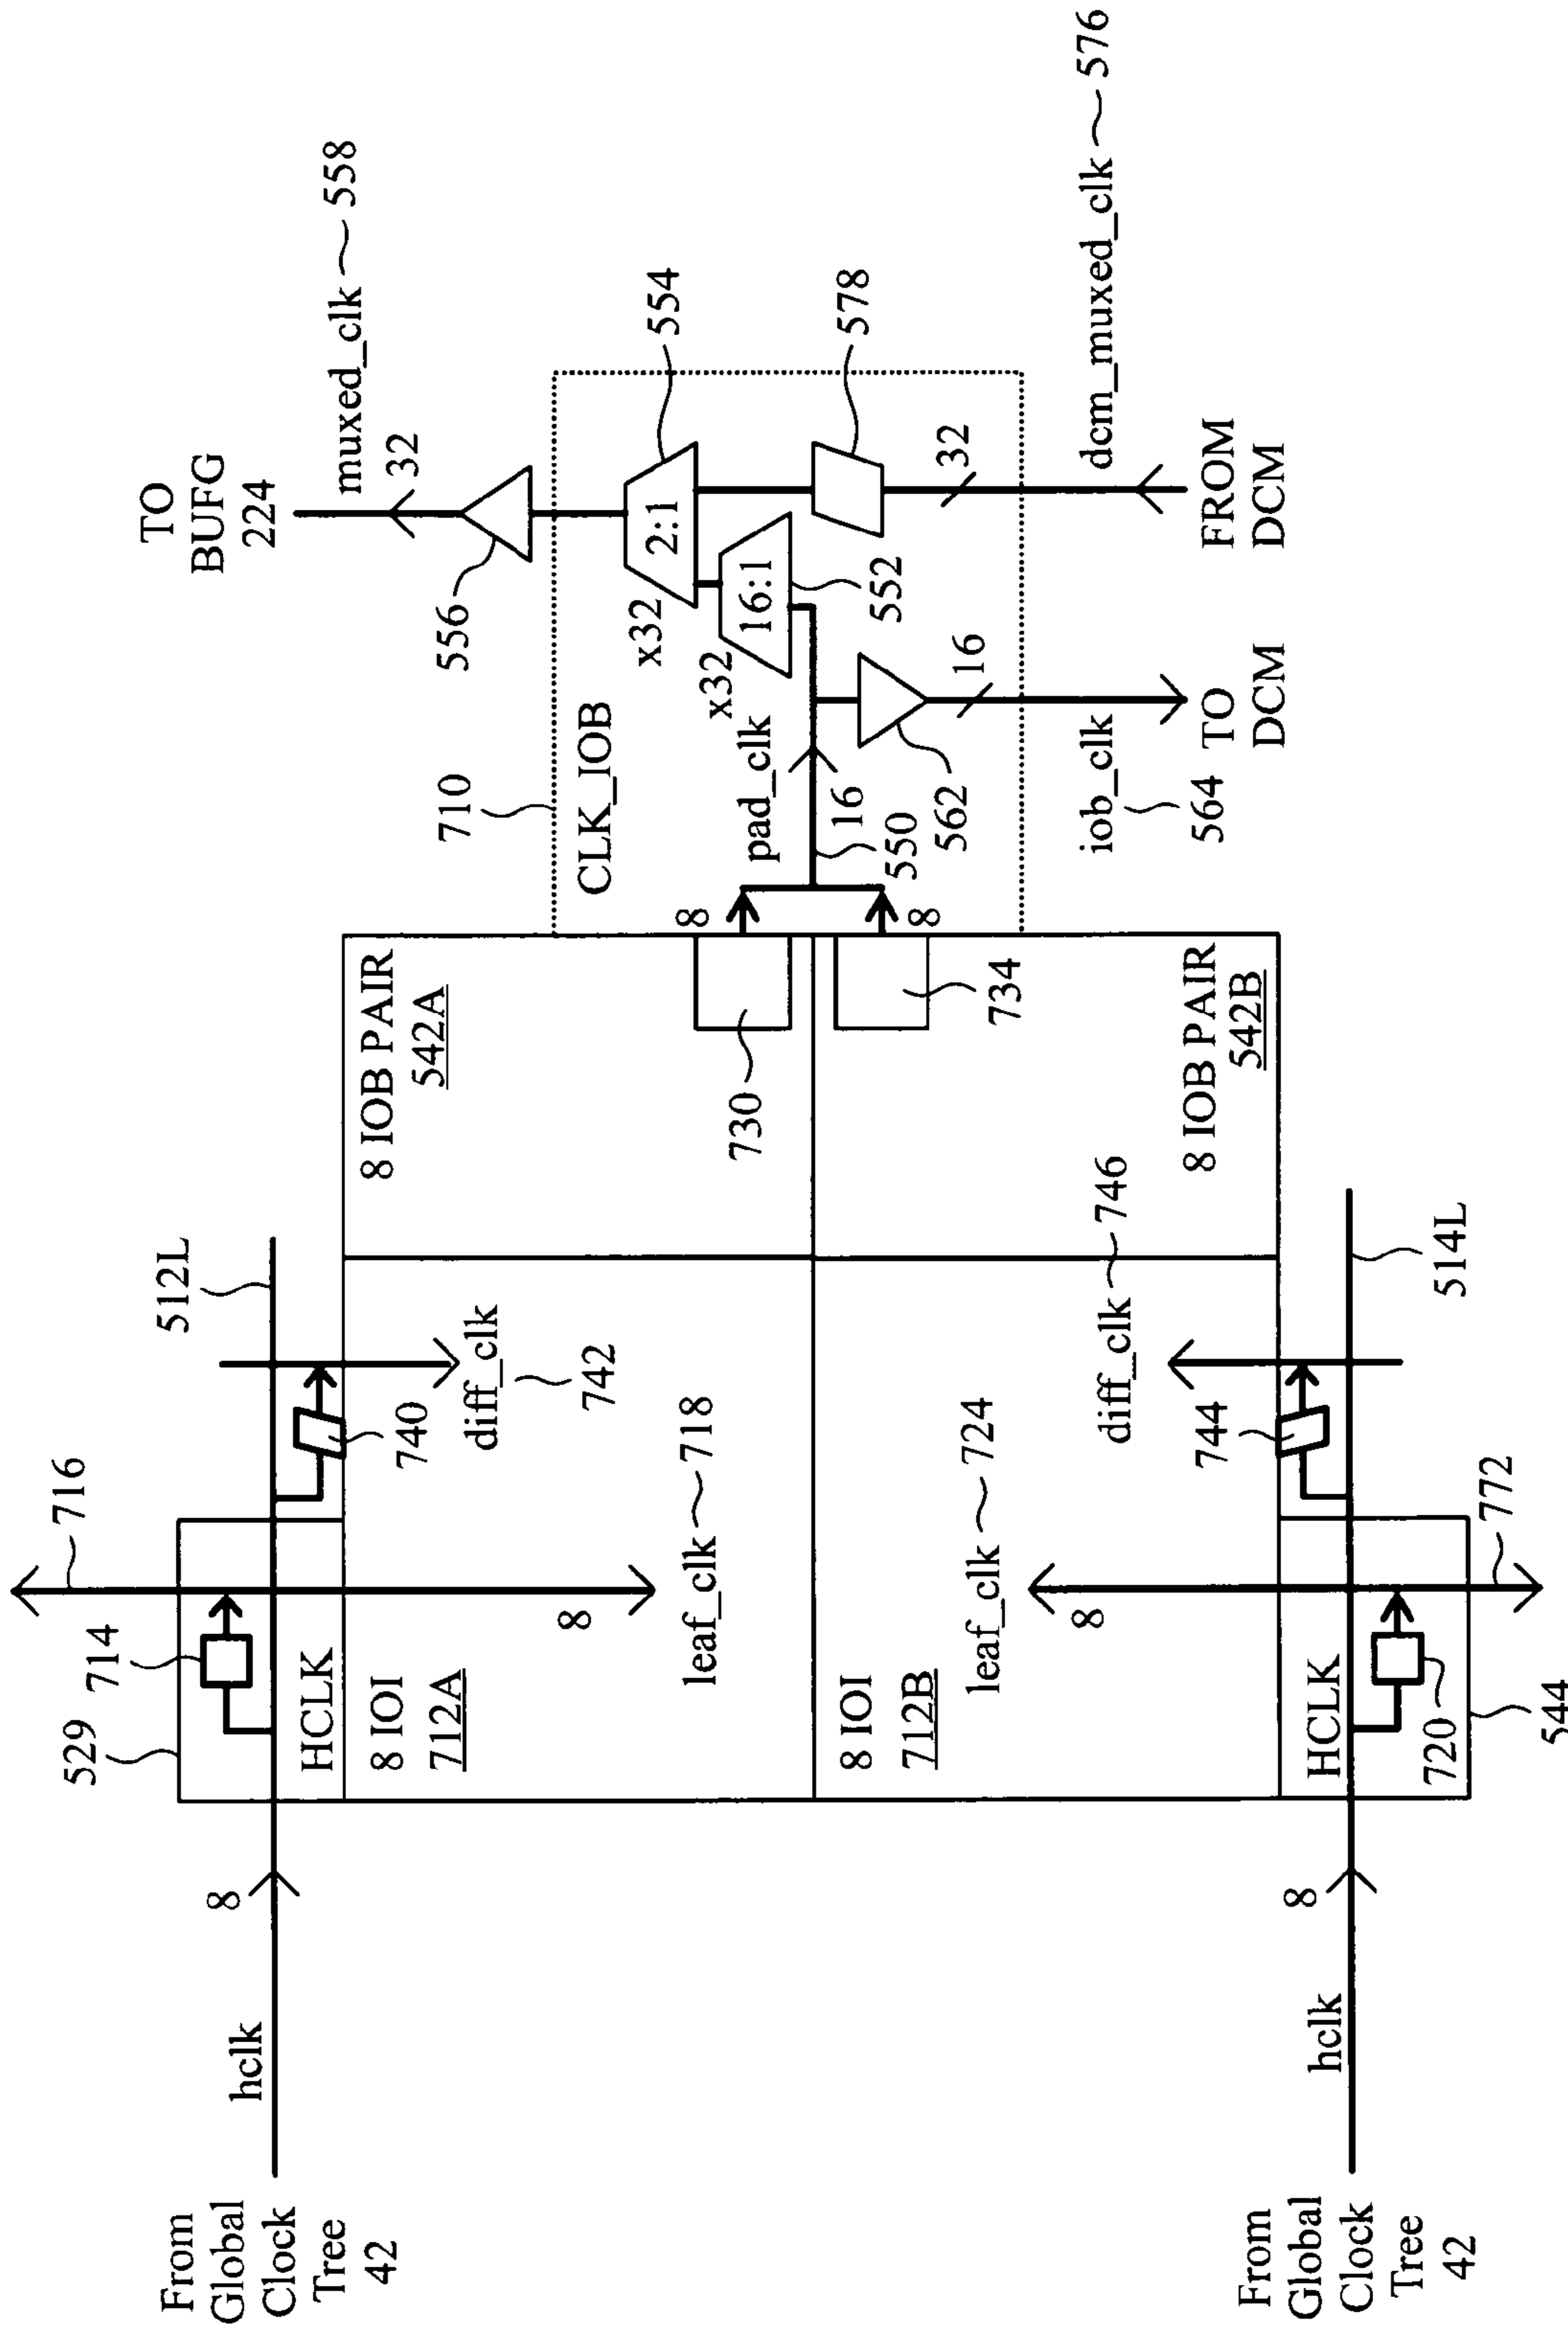 From
Global
Clock
Tree
42
hclk
8
529
714
716
HCLK
512L
740
diff_clk
742
8 IOI
712A
8
leaf_clk
718
8 IOB PAIR
542A
730
8
710
CLK_IOB
pad_clk
16
550
x32
16:1
552
x32
2:1
554
556
TO
BUFG
224
muxed_clk
558
32
578
32
dcm_muxed_clk
576
FROM
DCM
562
16
iob_clk
564
TO
DCM
8
734
8 IOB PAIR
542B
8 IOI
712B
leaf_clk
724
8
diff_clk
746
744
514L
From
Global
Clock
Tree
42
hclk
8
HCLK
720
544
772